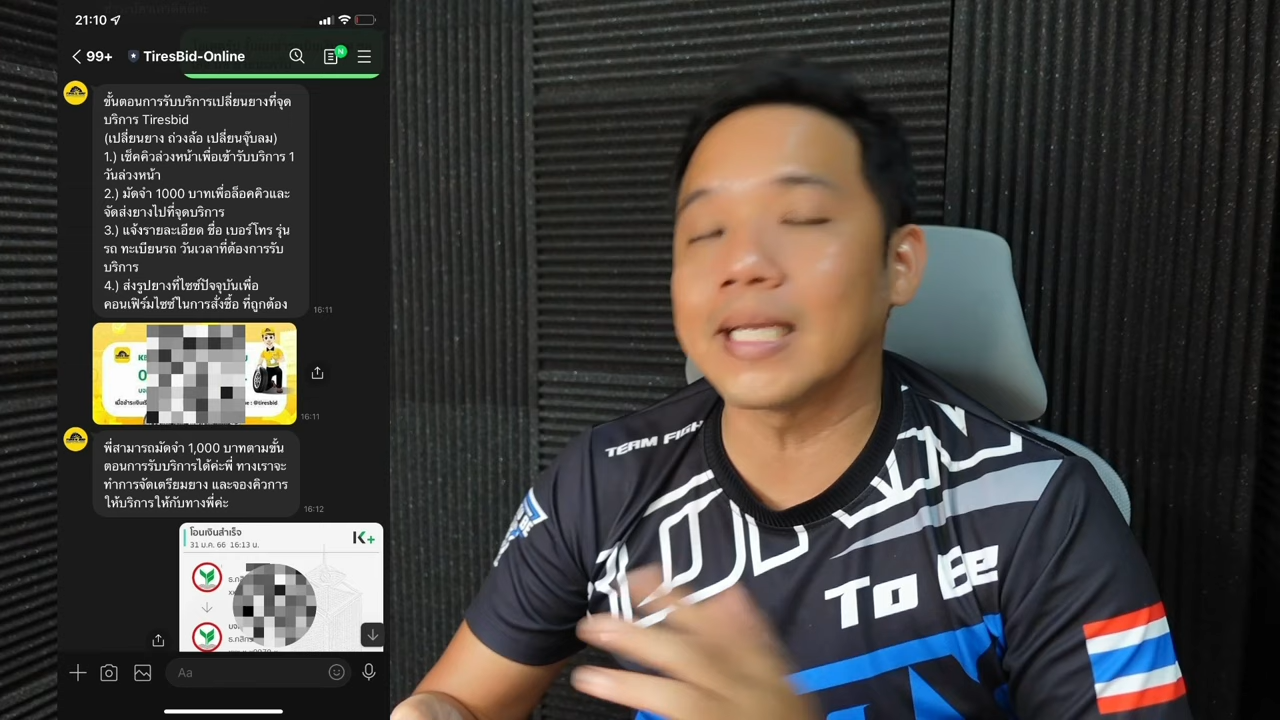 21:10
99+
TiresBid-Online
N
ขั้นตอนการรับบริการเปลี่ยนยางที่จุด
บริการ Tiresbid
(เปลี่ยนยาง ถ่วงล้อ เปลี่ยนจุ๊บลม)
1.) เช็คคิวล่วงหน้าเพื่อเข้ารับบริการ 1
วันล่วงหน้า
2.) มัดจำ 1000 บาทเพื่อล็อคคิวและ
จัดส่งยางไปที่จุดบริการ
3.) แจ้งรายละเอียด ชื่อ เบอร์โทร รุ่น
รถ ทะเบียนรถ วันเวลาที่ต้องการรับ
บริการ
4.) ส่งรูปยางที่ไซซ์ปัจจุบันเพื่อ
คอนเฟิร์มไซซ์ในการสั่งซื้อ ที่ถูกต้อง
16:11
16:11
พี่สามารถมัดจำ 1,000 บาทตามขั้น
ตอนการรับบริการได้ค่ะพี่ ทางเราจะ
ทำการจัดเตรียมยาง และจองคิวการ
ให้บริการให้กับทางพี่ค่ะ
16:12
โอนเงินสำเร็จ
31 ม.ค. 66 16:13 น.
K+
Aa
TEAM
To Be